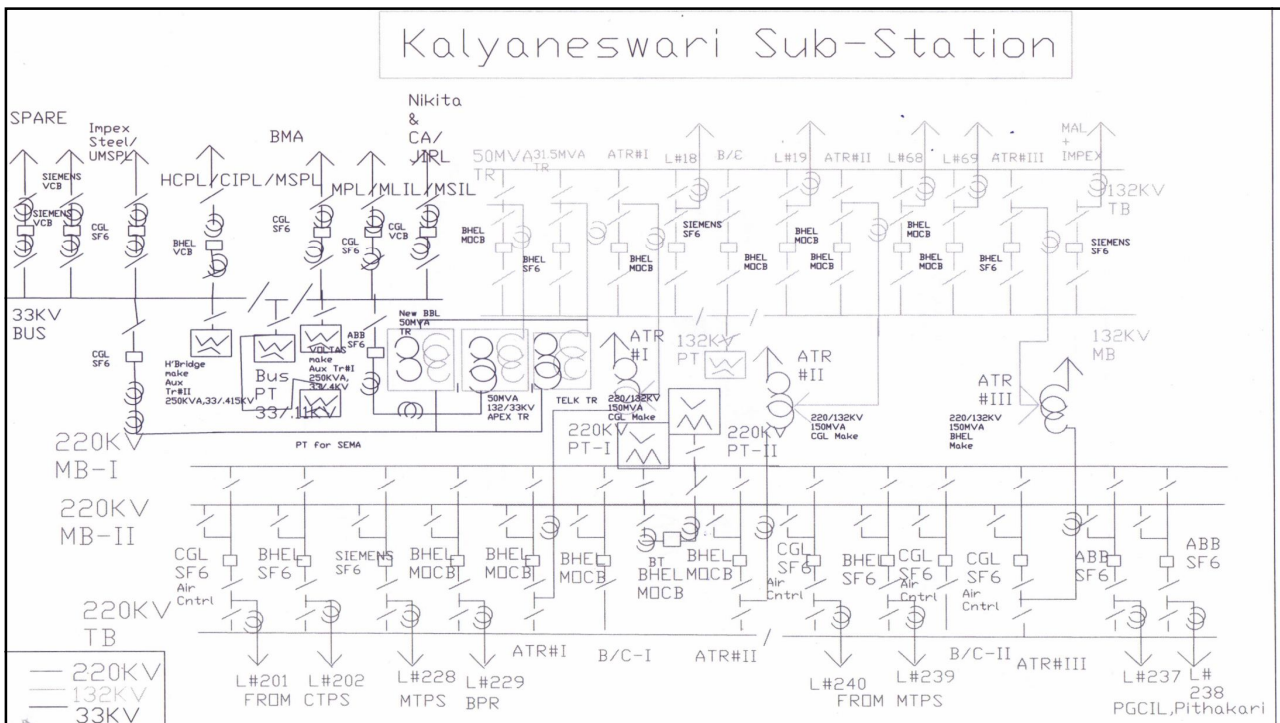 Kalyaneswari Sub-Station
SPARE
Impex
Steel/
UMSPL
BMA
Nikita
&
CA/
JIRL
HCPL/CIPL/MSPL
MPL/MLIL/MSIL
50MVA
TR
31.5MVA
TR
ATR#I
L#18
B/C
L#19
ATR#II
L#68
L#69
ATR#III
MAL
+
IMPEX
132KV
TB
SIEMENS
VCB
SIEMENS
VCB
CGL
SF6
BHEL
VCB
CGL
SF6
CGL
SF6
CGL
VCB
BHEL
MOCB
BHEL
SF6
BHEL
MOCB
SIEMENS
SF6
BHEL
MOCB
BHEL
MOCB
BHEL
MOCB
BHEL
MOCB
BHEL
MOCB
BHEL
SF6
SIEMENS
SF6
33KV
BUS
CGL
SF6
H'Bridge
make
Aux
Tr#II
250KVA,33/.415KV
Bus
PT
33/.11KV
VOLTAS
make
Aux Tr#I
250KVA,
33/.4KV
ABB
SF6
New BBL
50MVA
TR
50MVA
132/33KV
APEX TR
TELK TR
ATR
#I
220/132KV
150MVA
CGL Make
132KV
PT
ATR
#II
220/132KV
150MVA
CGL Make
ATR
#III
220/132KV
150MVA
BHEL
Make
132KV
MB
PT for SEMA
220KV
PT-I
220KV
PT-II
220KV
MB-I
220KV
MB-II
CGL
SF6
Air
Cntrl
BHEL
SF6
SIEMENS
SF6
BHEL
MOCB
BHEL
MOCB
BHEL
MOCB
BT
BHEL
MOCB
BHEL
MOCB
CGL
SF6
Air
Cntrl
BHEL
SF6
CGL
SF6
Air
Cntrl
CGL
SF6
Air
Cntrl
ABB
SF6
ABB
SF6
220KV
TB
L#201
FROM
L#202
CTPS
L#228
MTPS
L#229
BPR
ATR#I
B/C-I
ATR#II
L#240
FROM
L#239
MTPS
B/C-II
ATR#III
L#237
L#
238
PGCIL,Pithakari
220KV
132KV
33KV